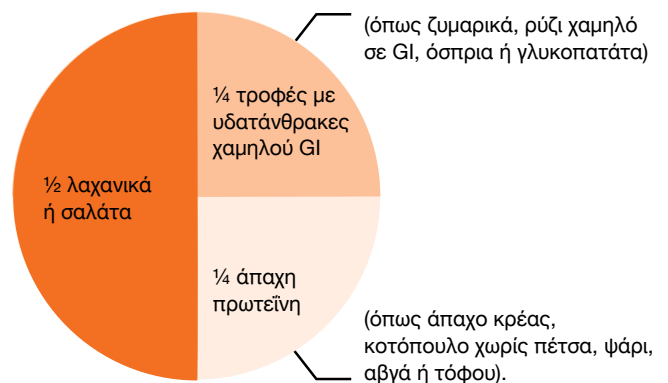 (όπως ζυμαρικά, ρύζι χαμηλό
σε GI, όσπρια ή γλυκοπατάτα)
¼ τροφές με
υδατάνθρακες
χαμηλού GI
½ λαχανικά
ή σαλάτα
¼ άπαχη
πρωτεΐνη
(όπως άπαχο κρέας,
κοτόπουλο χωρίς πέτσα, ψάρι,
αβγά ή τόφου).